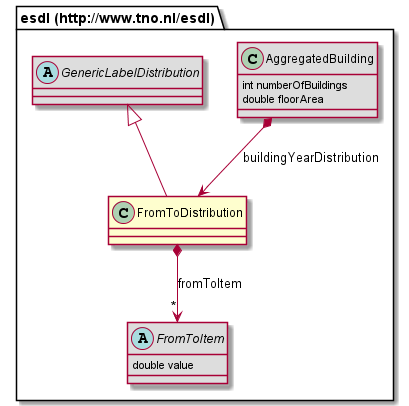 esdl (http://www.tno.nl/esdl)
A GenericLabelDistribution
C AggregatedBuilding
int numberOfBuildings
double floorArea
buildingYearDistribution
C FromToDistribution
fromToItem
*
A FromToItem
double value